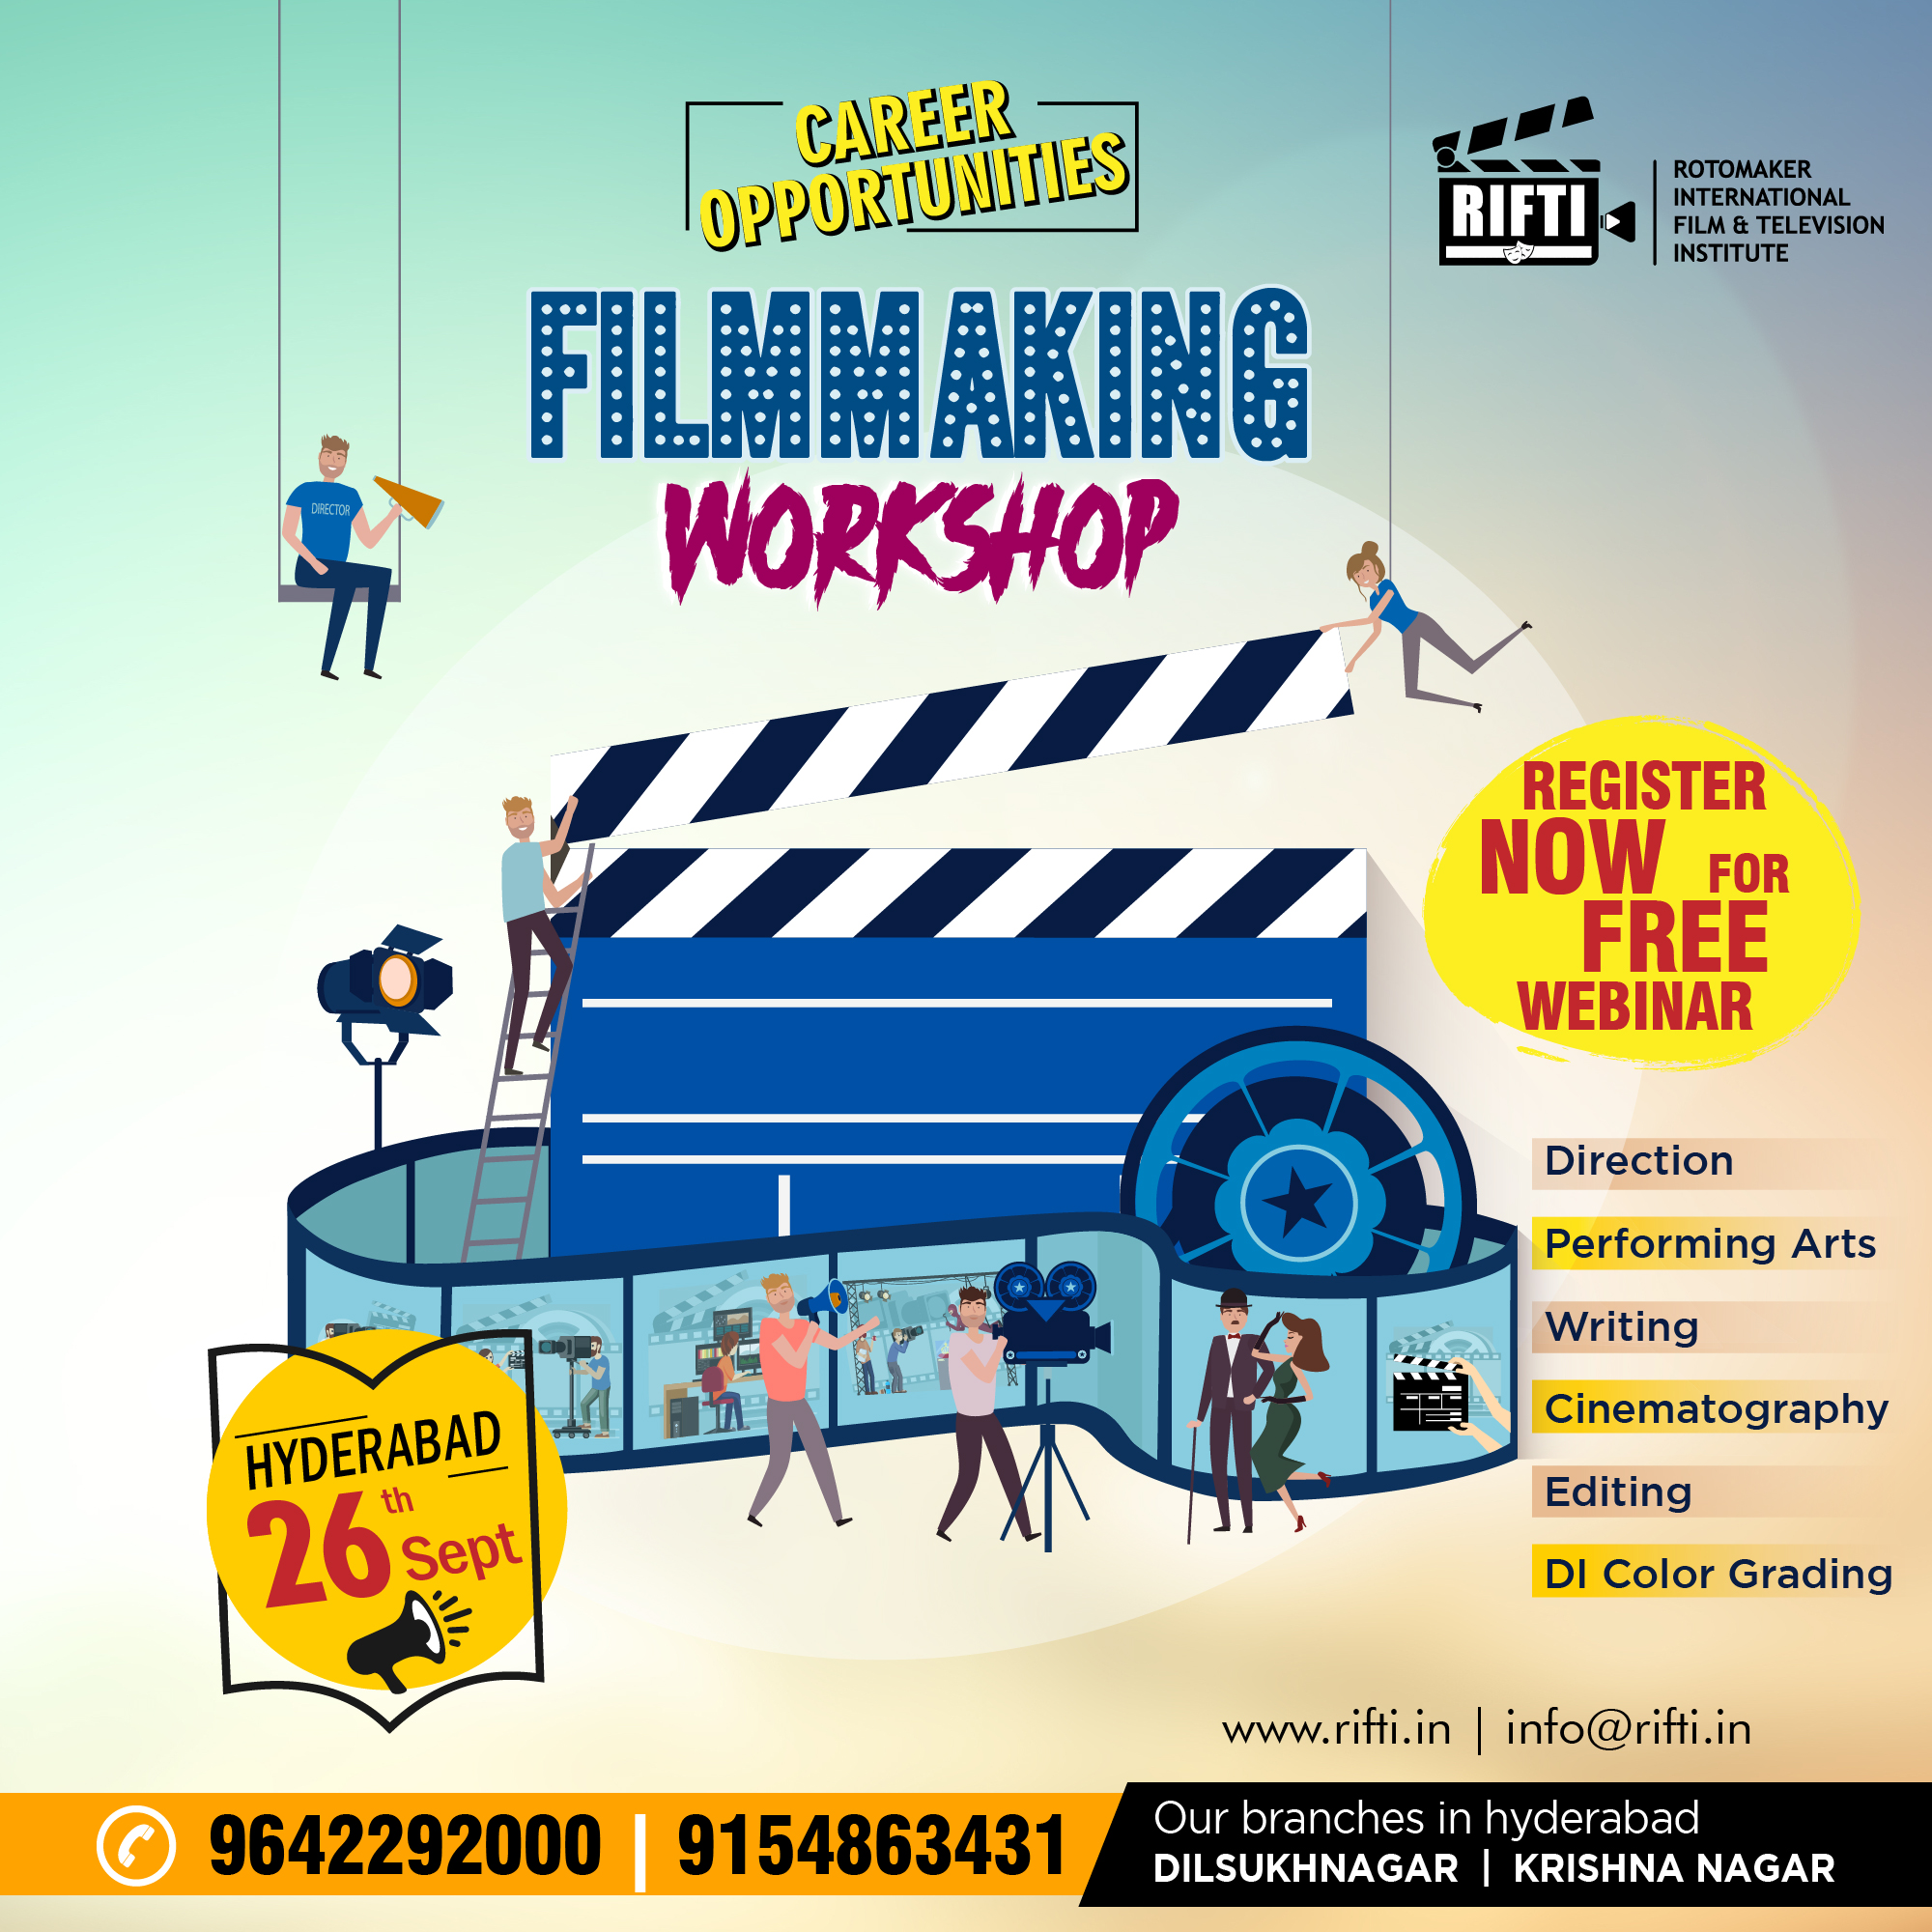 CAREER
OPPORTUNITIES
RIFTI
ROTOMAKER
INTERNATIONAL
FILM & TELEVISION
INSTITUTE
FILMMAKING
WORKSHOP
DIRECTOR
REGISTER
NOW FOR
FREE
WEBINAR
Direction
Performing Arts
Writing
Cinematography
Editing
DI Color Grading
HYDERABAD
26th
Sept
www.rifti.in | info@rifti.in
9642292000 | 9154863431
Our branches in hyderabad
DILSUKHNAGAR | KRISHNA NAGAR